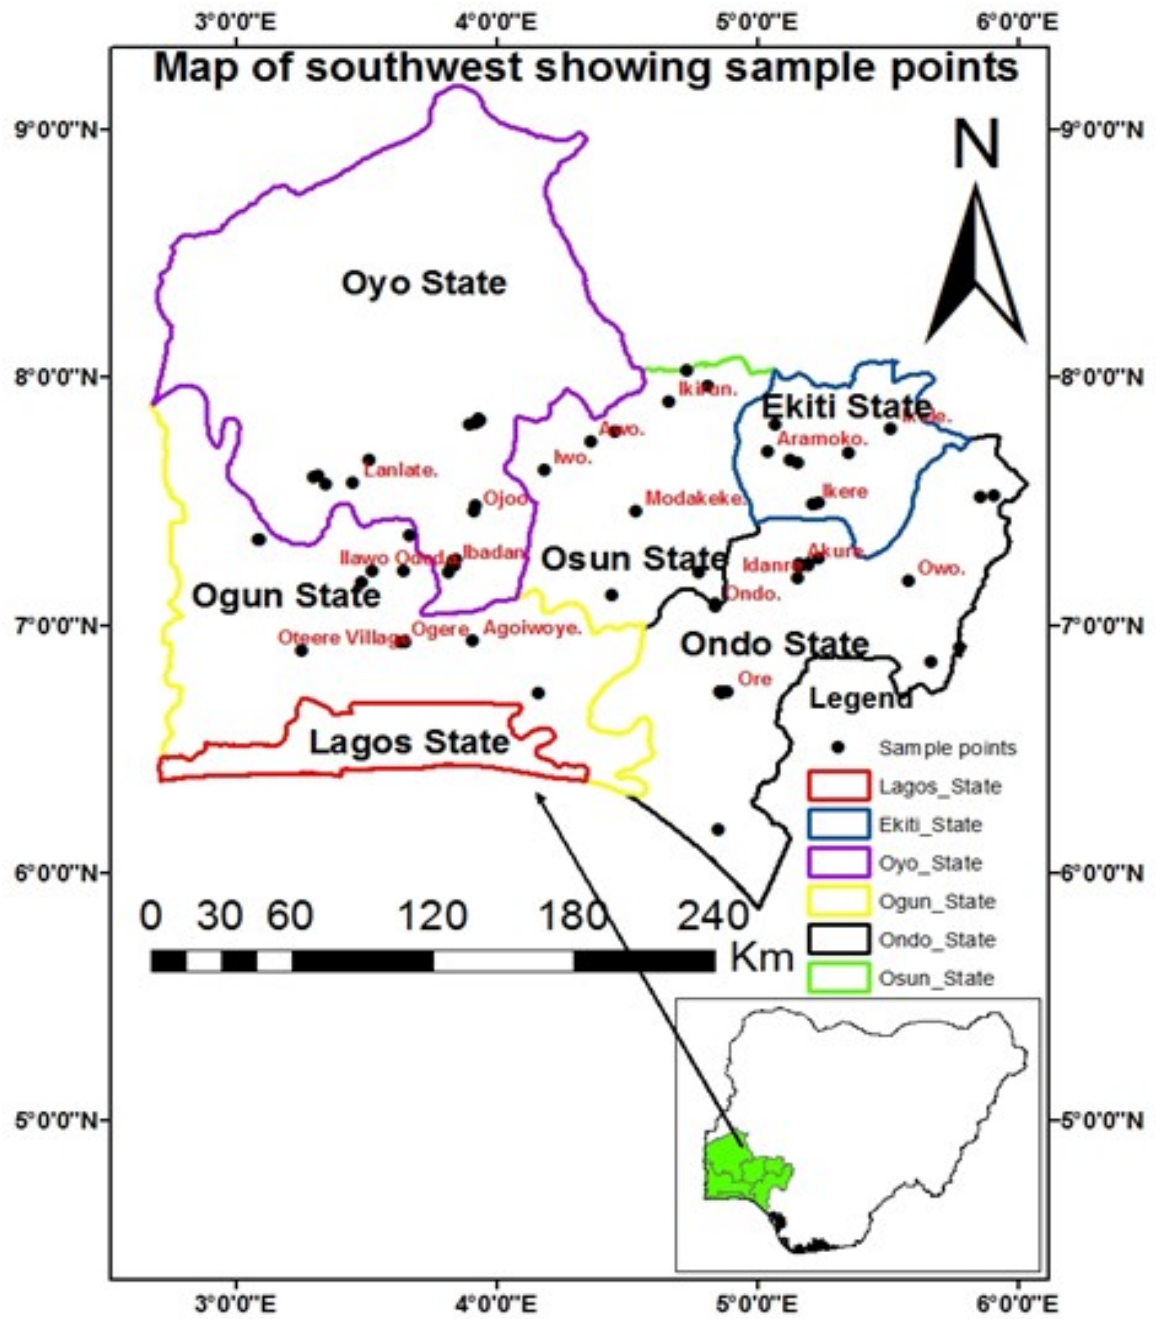 3°0'0"E 4°0'0"E 5°0'0"E 6°0'0"E
Map of southwest showing sample points
9°0'0"N 9°0'0"N
N
Oyo State
8°0'0"N 8°0'0"N
Ikirun.
Ekiti State
Awo.
Aramoko.
Iwo.
Lanlate.
Ikere
Ojod
Modakeke.
Akure.
Ibadan
Ilawo Odeda
Osun State
Idanre
Owo.
Ondo.
Ogun State
7°0'0"N 7°0'0"N
Ogere
Agoiwoye.
Oteere Village
Ondo State
Ore
Legend
Lagos State
Sample points
Lagos_State
Ekiti_State
Oyo_State
6°0'0"N 6°0'0"N
Ogun_State
0 30 60 120 180 240
Ondo_State
Km
Osun_State
5°0'0"N 5°0'0"N
3°0'0"E 4°0'0"E 5°0'0"E 6°0'0"E